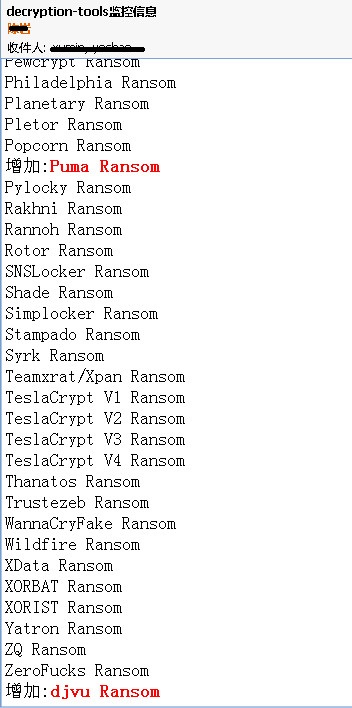 decryption-tools监控信息
收件人:
Pewcrypt Ransom
Philadelphia Ransom
Planetary Ransom
Pletor Ransom
Popcorn Ransom
增加:Puma Ransom
Pylocky Ransom
Rakhni Ransom
Rannoh Ransom
Rotor Ransom
SNSLocker Ransom
Shade Ransom
Simplocker Ransom
Stampado Ransom
Syrk Ransom
Teamxrat/Xpan Ransom
TeslaCrypt V1 Ransom
TeslaCrypt V2 Ransom
TeslaCrypt V3 Ransom
TeslaCrypt V4 Ransom
Thanatos Ransom
Trustezeb Ransom
WannaCryFake Ransom
Wildfire Ransom
XData Ransom
XORBAT Ransom
XORIST Ransom
Yatron Ransom
ZQ Ransom
ZeroFucks Ransom
增加:djvu Ransom